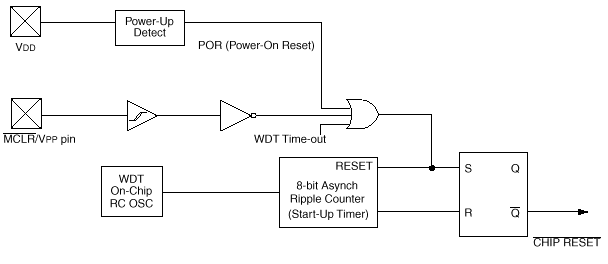 Power-Up
Detect
VDD
POR (Power-On Reset)
MCLR/VPP pin
WDT Time-out
WDT
On-Chip
RC OSC
RESET
8-bit Asynch
Ripple Counter
(Start-Up Timer)
S Q
R Q
CHIP RESET